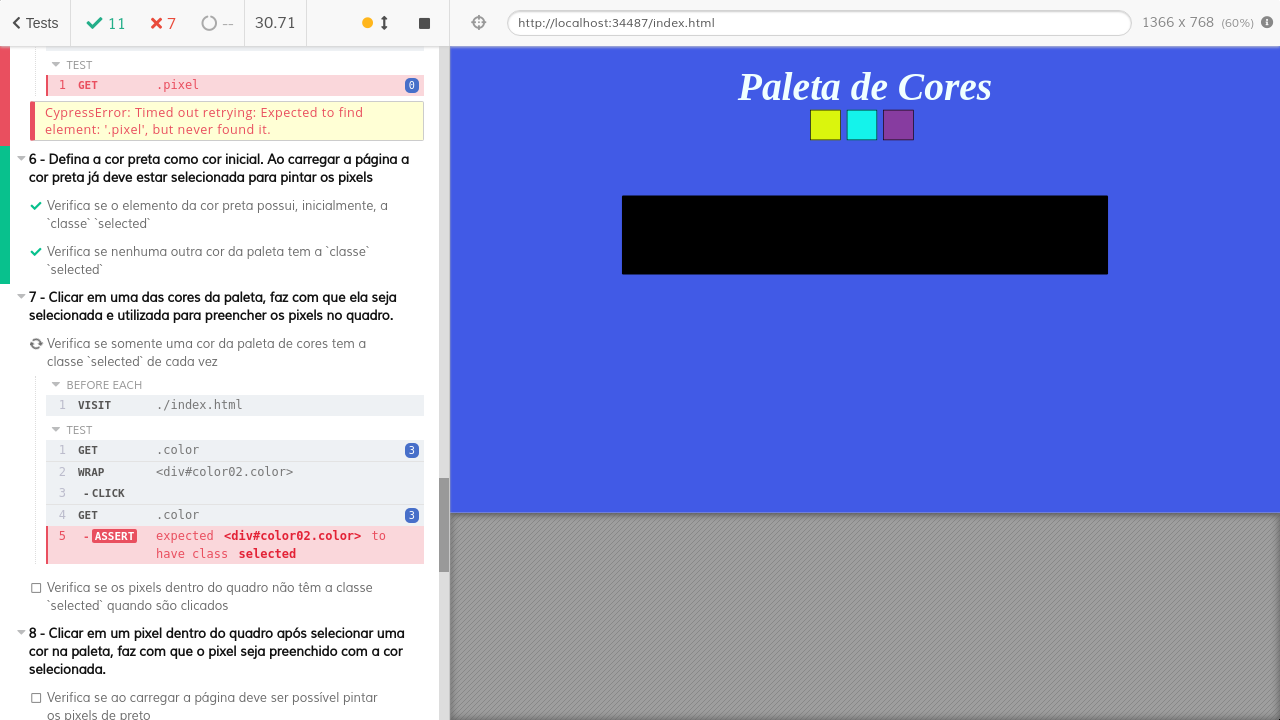 Tests
11
7
--
30.71
http://localhost:34487/index.html
1366 x 768 (60%)
TEST
1 GET .pixel 0
CypressError: Timed out retrying: Expected to find
element: '.pixel', but never found it.
6 - Defina a cor preta como cor inicial. Ao carregar a página a
cor preta já deve estar selecionada para pintar os pixels
Verifica se o elemento da cor preta possui, inicialmente, a
`classe` `selected`
Verifica se nenhuma outra cor da paleta tem a `classe`
`selected`
7 - Clicar em uma das cores da paleta, faz com que ela seja
selecionada e utilizada para preencher os pixels no quadro.
Verifica se somente uma cor da paleta de cores tem a
classe `selected` de cada vez
BEFORE EACH
1 VISIT ./index.html
TEST
1 GET .color 3
2 WRAP <div#color02.color>
3 -CLICK
4 GET .color 3
5 -ASSERT expected <div#color02.color> to
have class selected
Verifica se os pixels dentro do quadro não têm a classe
`selected` quando são clicados
8 - Clicar em um pixel dentro do quadro após selecionar uma
cor na paleta, faz com que o pixel seja preenchido com a cor
selecionada.
Verifica se ao carregar a página deve ser possível pintar
os pixels de preto
Paleta de Cores